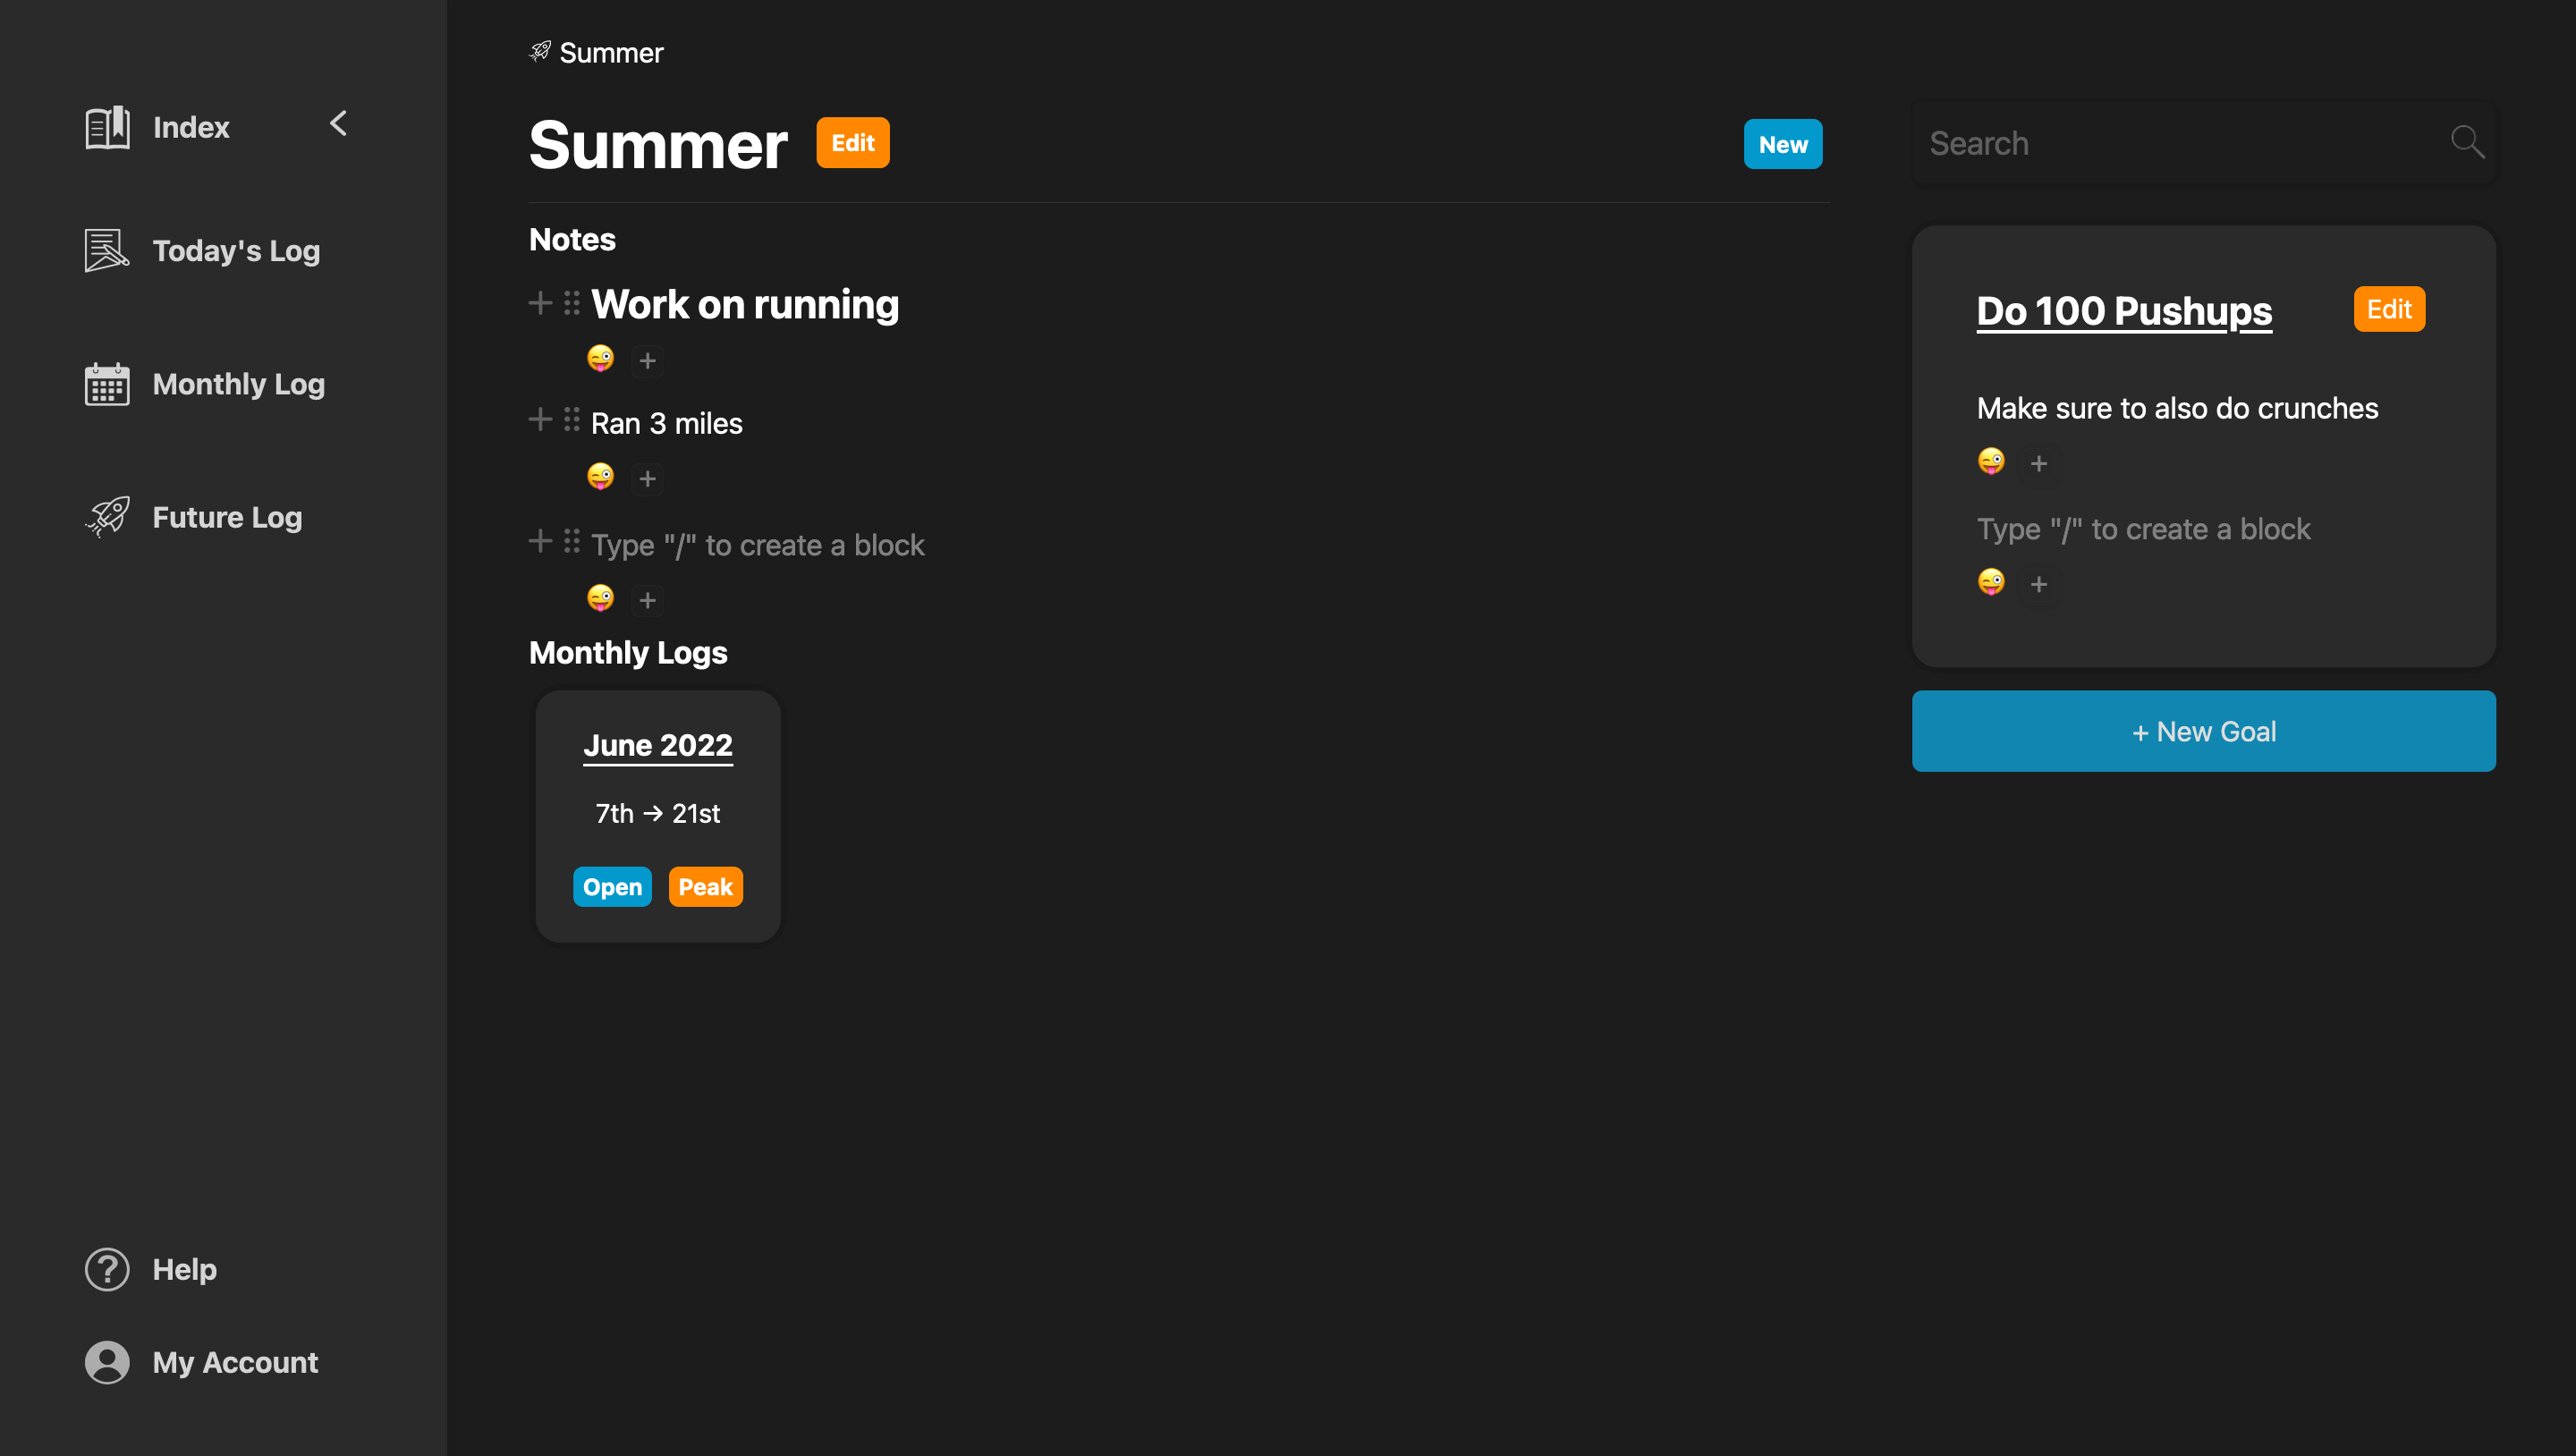 Index
Today's Log
Monthly Log
Future Log
Help
My Account
Summer
Summer
Edit
New
Notes
Work on running
Ran 3 miles
Type "/" to create a block
Monthly Logs
June 2022
7th → 21st
Open
Peak
Search
Do 100 Pushups
Edit
Make sure to also do crunches
Type "/" to create a block
+ New Goal